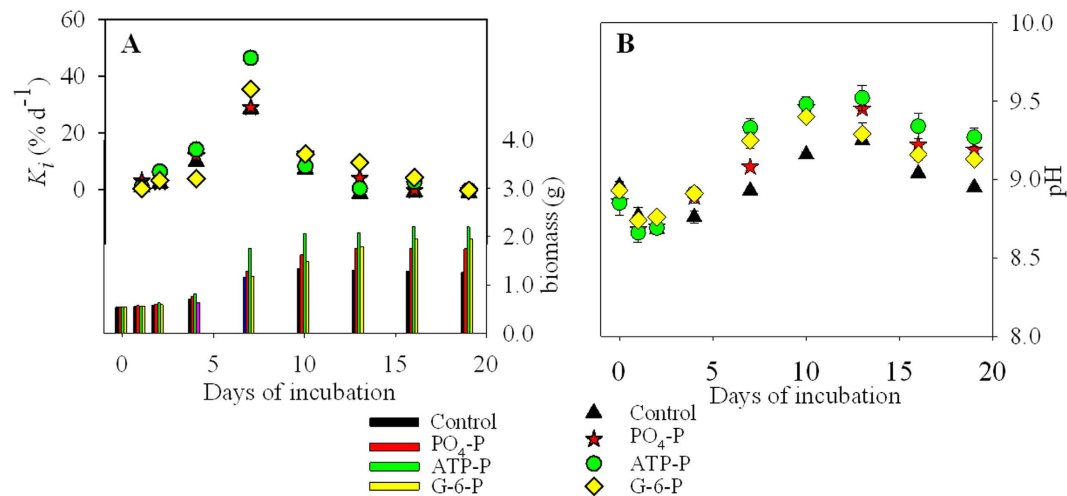 A
60
40
20
0
K_i (% d^-1)
4.0
3.0
2.0
1.0
0.0
biomass (g)
0 5 10 15 20
Days of incubation
B
10.0
9.5
9.0
8.5
8.0
pH
0 5 10 15 20
Days of incubation
Control
PO4-P
ATP-P
G-6-P
Control
PO4-P
ATP-P
G-6-P